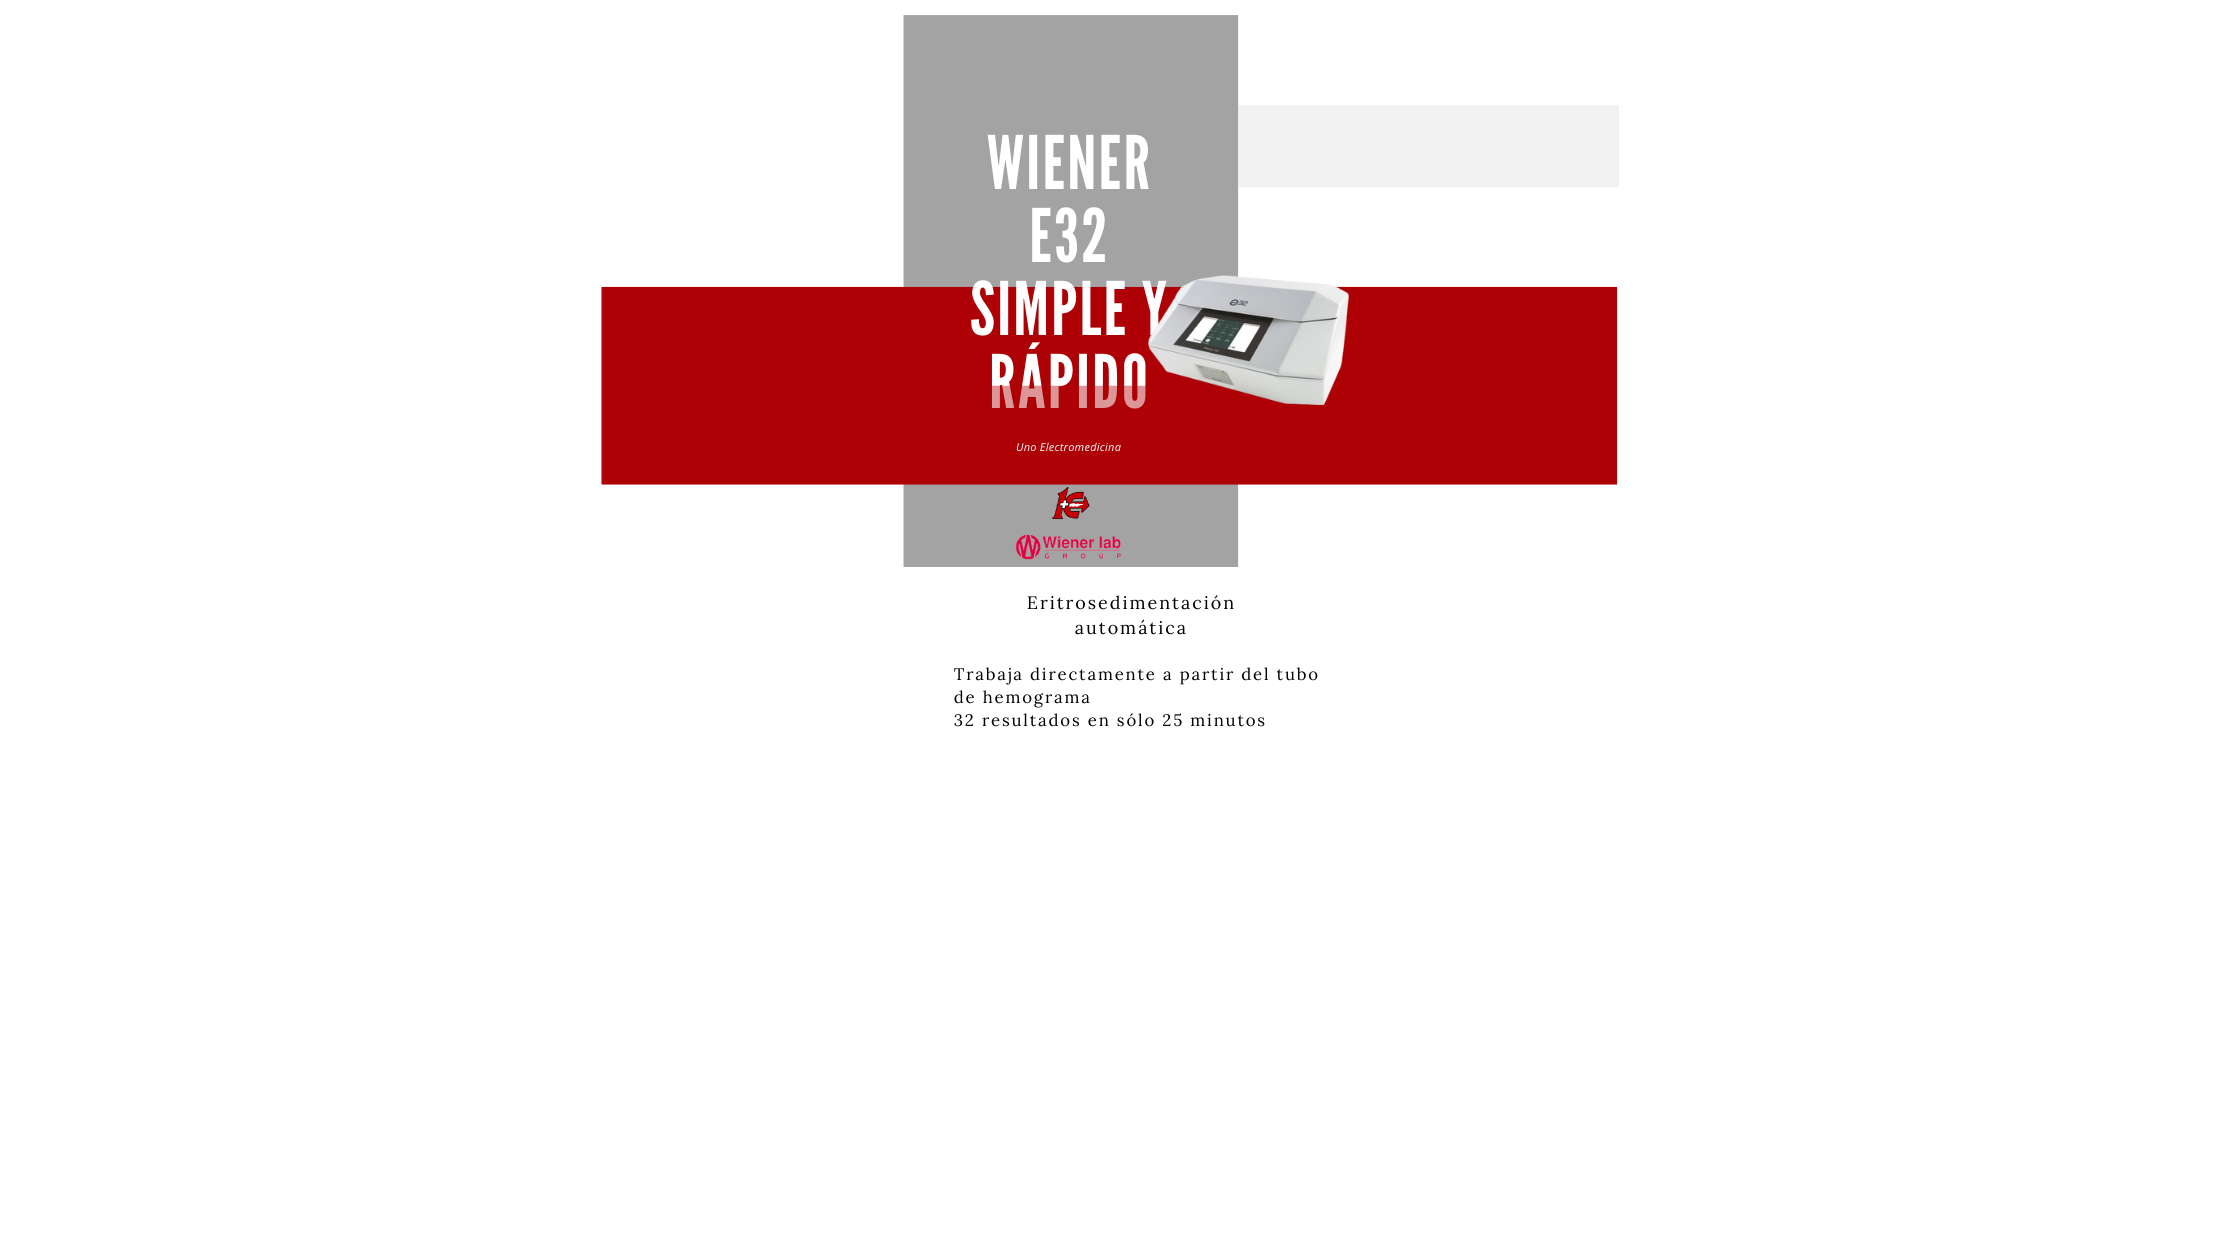 WIENER
E32
SIMPLE Y
RÁPIDO
e32
Uno Electromedicina
Wiener lab
GROUP
Eritrosedimentación
automática
Trabaja directamente a partir del tubo
de hemograma
32 resultados en sólo 25 minutos